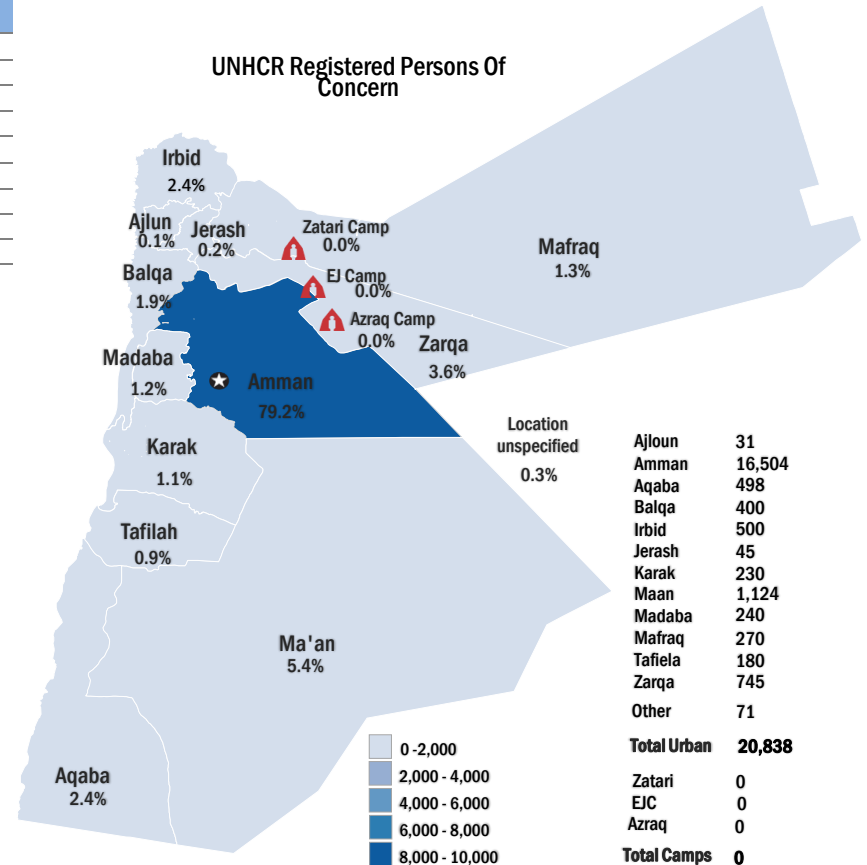 UNHCR Registered Persons Of
Concern
Irbid
2.4%
Ajlun
0.1%
Jerash
0.2%
Zatari Camp
0.0%
Mafraq
1.3%
Balqa
1.9%
EJ Camp
0.0%
Azraq Camp
0.0%
Zarqa
3.6%
Madaba
1.2%
Amman
79.2%
Karak
1.1%
Location
unspecified
0.3%
Tafilah
0.9%
Ma'an
5.4%
Aqaba
2.4%
0 -2,000
2,000 - 4,000
4,000 - 6,000
6,000 - 8,000
8,000 - 10,000
Ajloun 31
Amman 16,504
Aqaba 498
Balqa 400
Irbid 500
Jerash 45
Karak 230
Maan 1,124
Madaba 240
Mafraq 270
Tafiela 180
Zarqa 745
Other 71
Total Urban 20,838
Zatari 0
EJC 0
Azraq 0
Total Camps 0